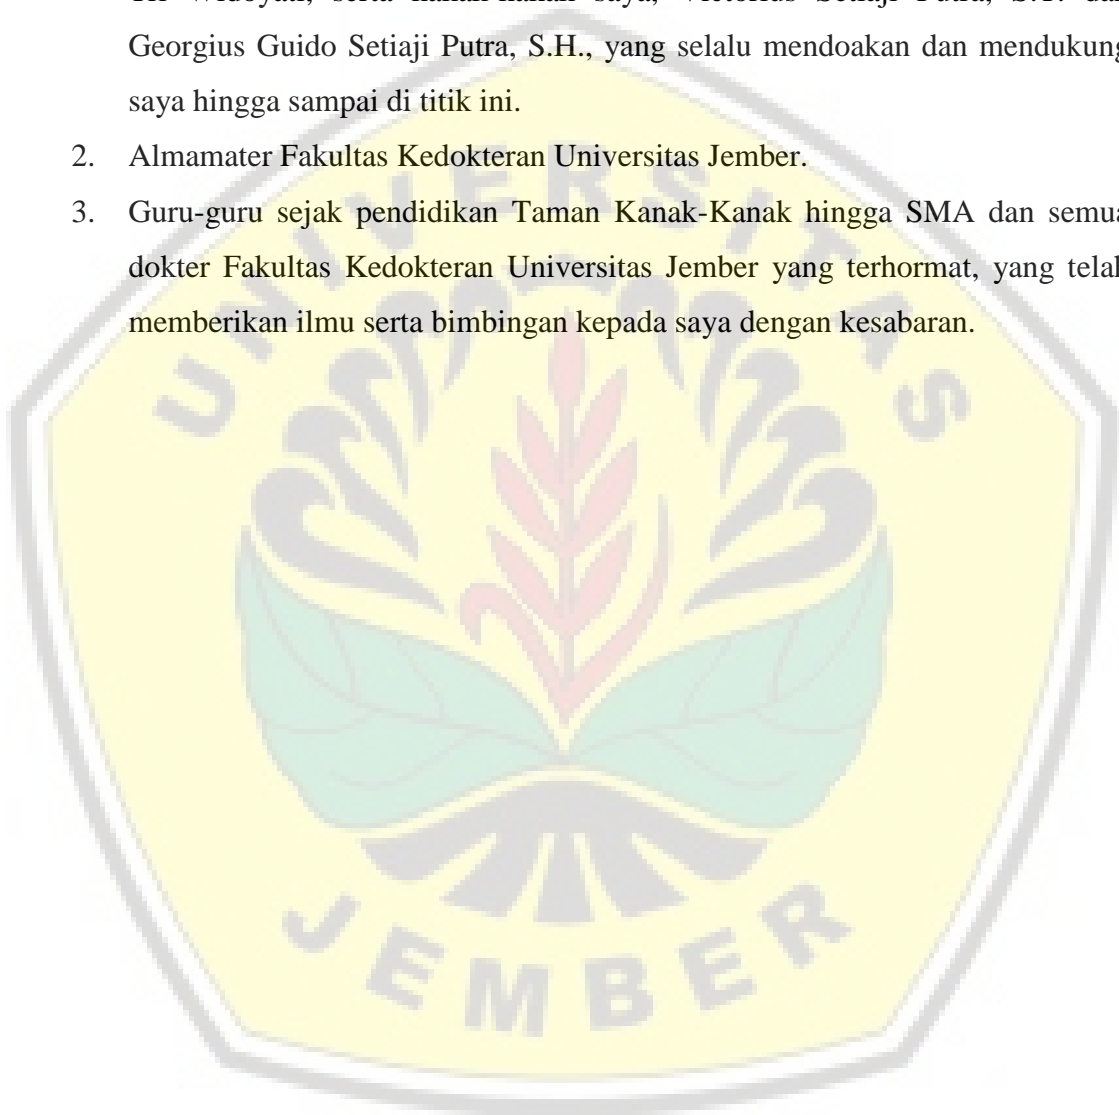 Georgius Guido Setiaji Putra, S.H., yang selalu mendoakan dan mendukung
saya hingga sampai di titik ini.
2. Almamater Fakultas Kedokteran Universitas Jember.
3. Guru-guru sejak pendidikan Taman Kanak-Kanak hingga SMA dan semua
dokter Fakultas Kedokteran Universitas Jember yang terhormat, yang telah
memberikan ilmu serta bimbingan kepada saya dengan kesabaran.
UNIVERSITAS
JEMBER